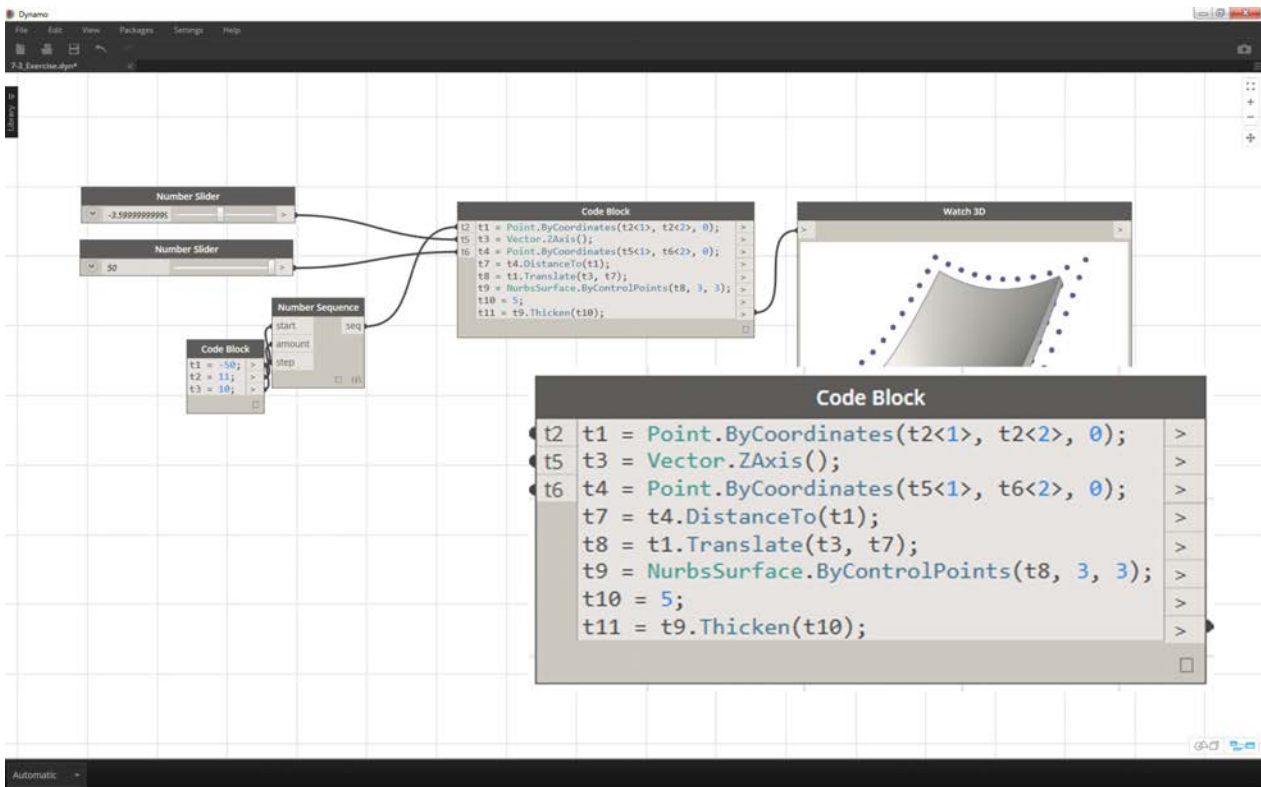 Dynamo
File Edit View Packages Settings Help
7-2_Exercise.dyn*
Library
Number Slider
-3.5999999999
>
Number Slider
50
>
Number Sequence
start seq
amount
step
Code Block
t1 = -50; >
t2 = 11; >
t3 = 10; >
Code Block
t2 t1 = Point.ByCoordinates(t2<1>, t2<2>, 0); >
t5 t3 = Vector.ZAxis(); >
t6 t4 = Point.ByCoordinates(t5<1>, t6<2>, 0); >
t7 = t4.DistanceTo(t1); >
t8 = t1.Translate(t3, t7); >
t9 = NurbsSurface.ByControlPoints(t8, 3, 3); >
t10 = 5; >
t11 = t9.Thicken(t10); >
Watch 3D
> >
Code Block
t2 t1 = Point.ByCoordinates(t2<1>, t2<2>, 0); >
t5 t3 = Vector.ZAxis(); >
t6 t4 = Point.ByCoordinates(t5<1>, t6<2>, 0); >
t7 = t4.DistanceTo(t1); >
t8 = t1.Translate(t3, t7); >
t9 = NurbsSurface.ByControlPoints(t8, 3, 3); >
t10 = 5; >
t11 = t9.Thicken(t10); >
Automatic